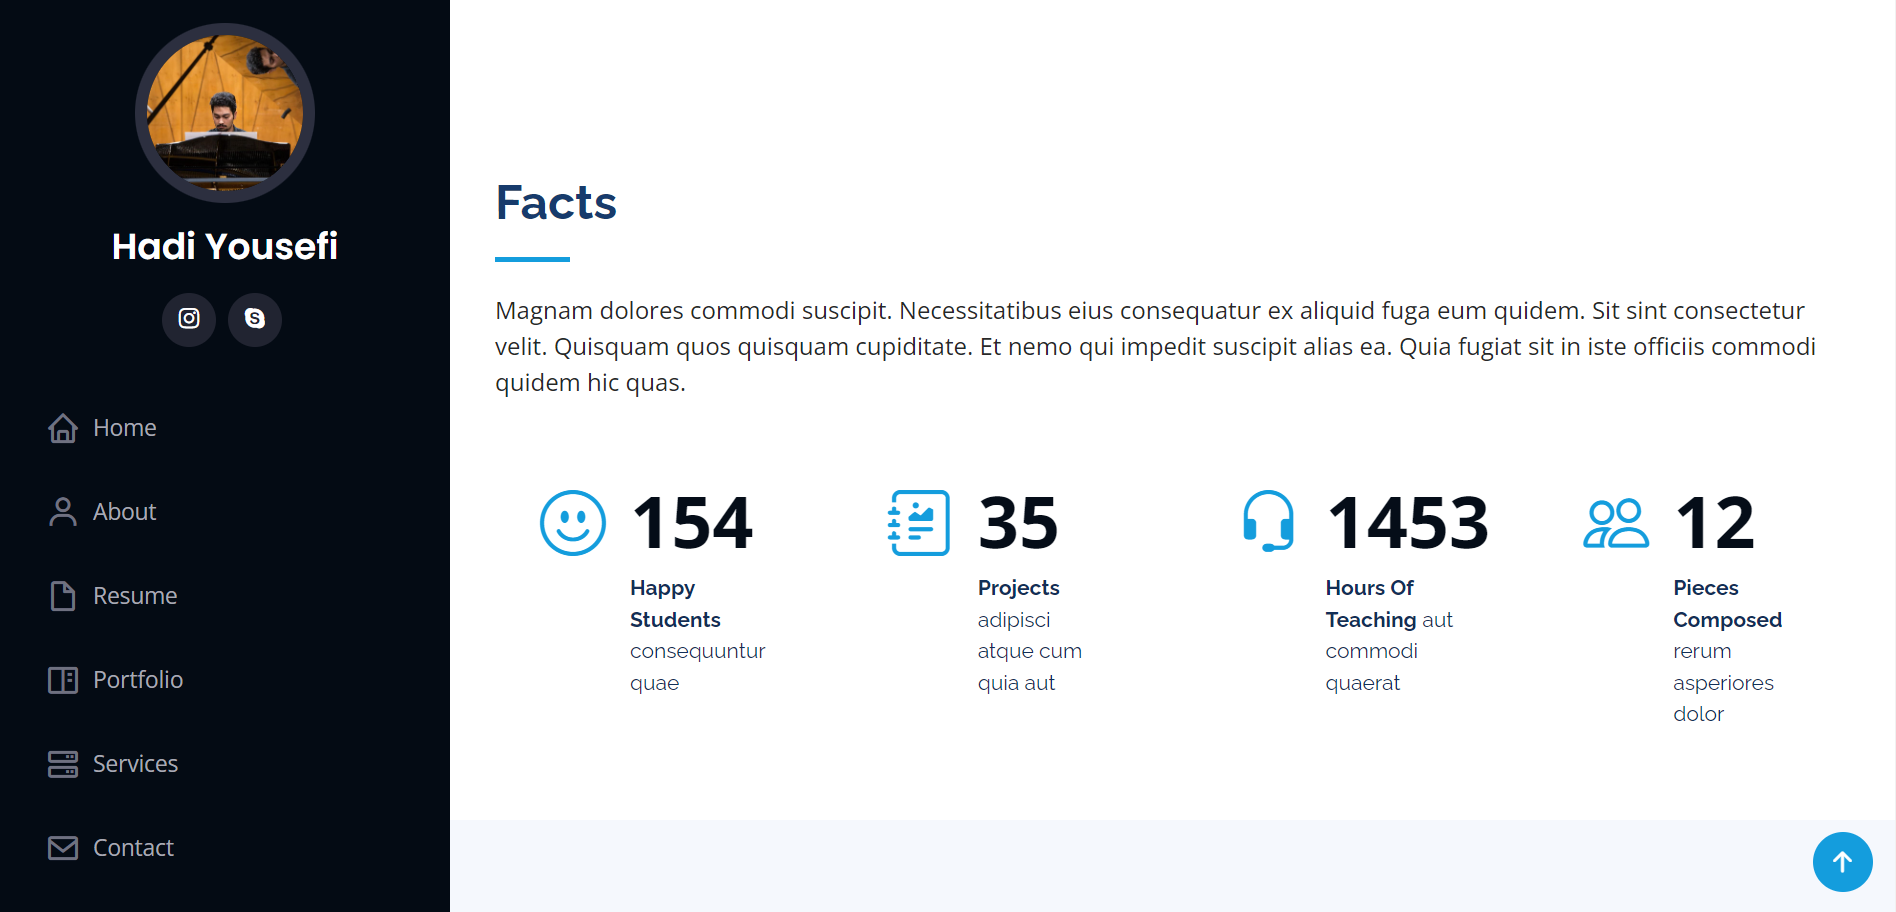 Hadi Yousefi
Home
About
Resume
Portfolio
Services
Contact
Facts
Magnam dolores commodi suscipit. Necessitatibus eius consequatur ex aliquid fuga eum quidem. Sit sint consectetur
velit. Quisquam quos quisquam cupiditate. Et nemo qui impedit suscipit alias ea. Quia fugiat sit in iste officiis commodi
quidem hic quas.
154
Happy
Students
consequuntur
quae
35
Projects
adipisci
atque cum
quia aut
1453
Hours Of
Teaching aut
commodi
quaerat
12
Pieces
Composed
rerum
asperiores
dolor